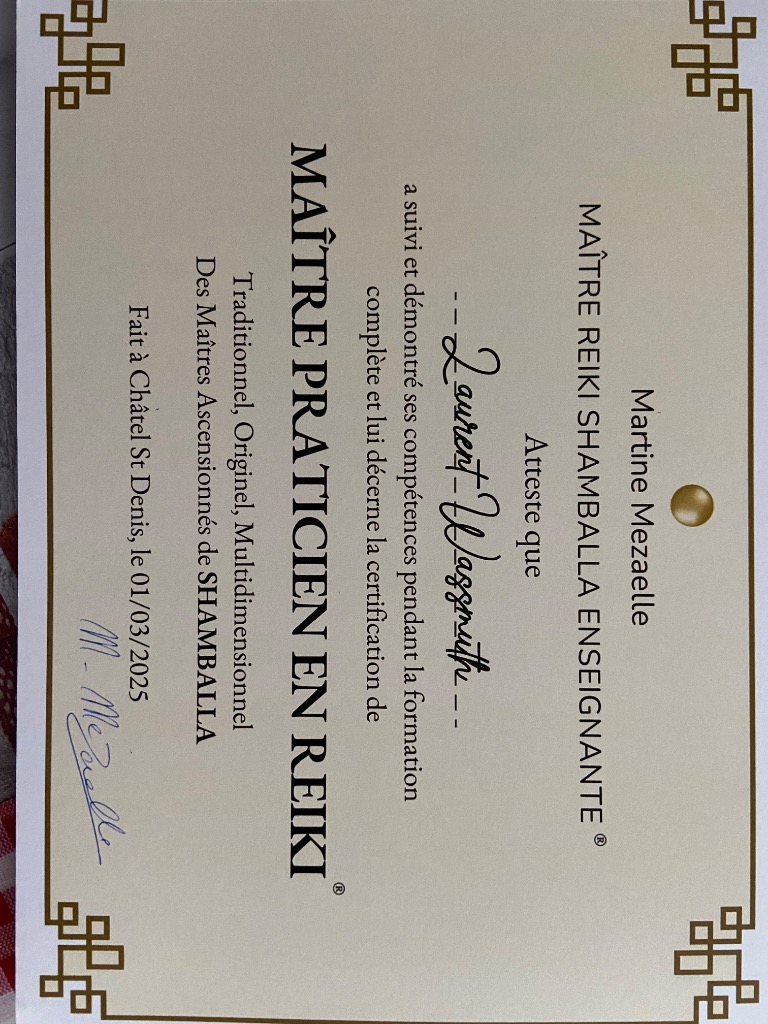 Martine Mezaelle
MAÎTRE REIKI SHAMBALLA ENSEIGNANTE ®
Atteste que
-- Laurent - Wassmuth --
a suivi et démontré ses compétences pendant la formation
complète et lui décerne la certification de
MAÎTRE PRATICIEN EN REIKI ®
Traditionnel, Originel, Multidimensionnel
Des Maîtres Ascensionnés de SHAMBALLA
Fait à Châtel St Denis, le 01/03/2025
M - Mezaelle